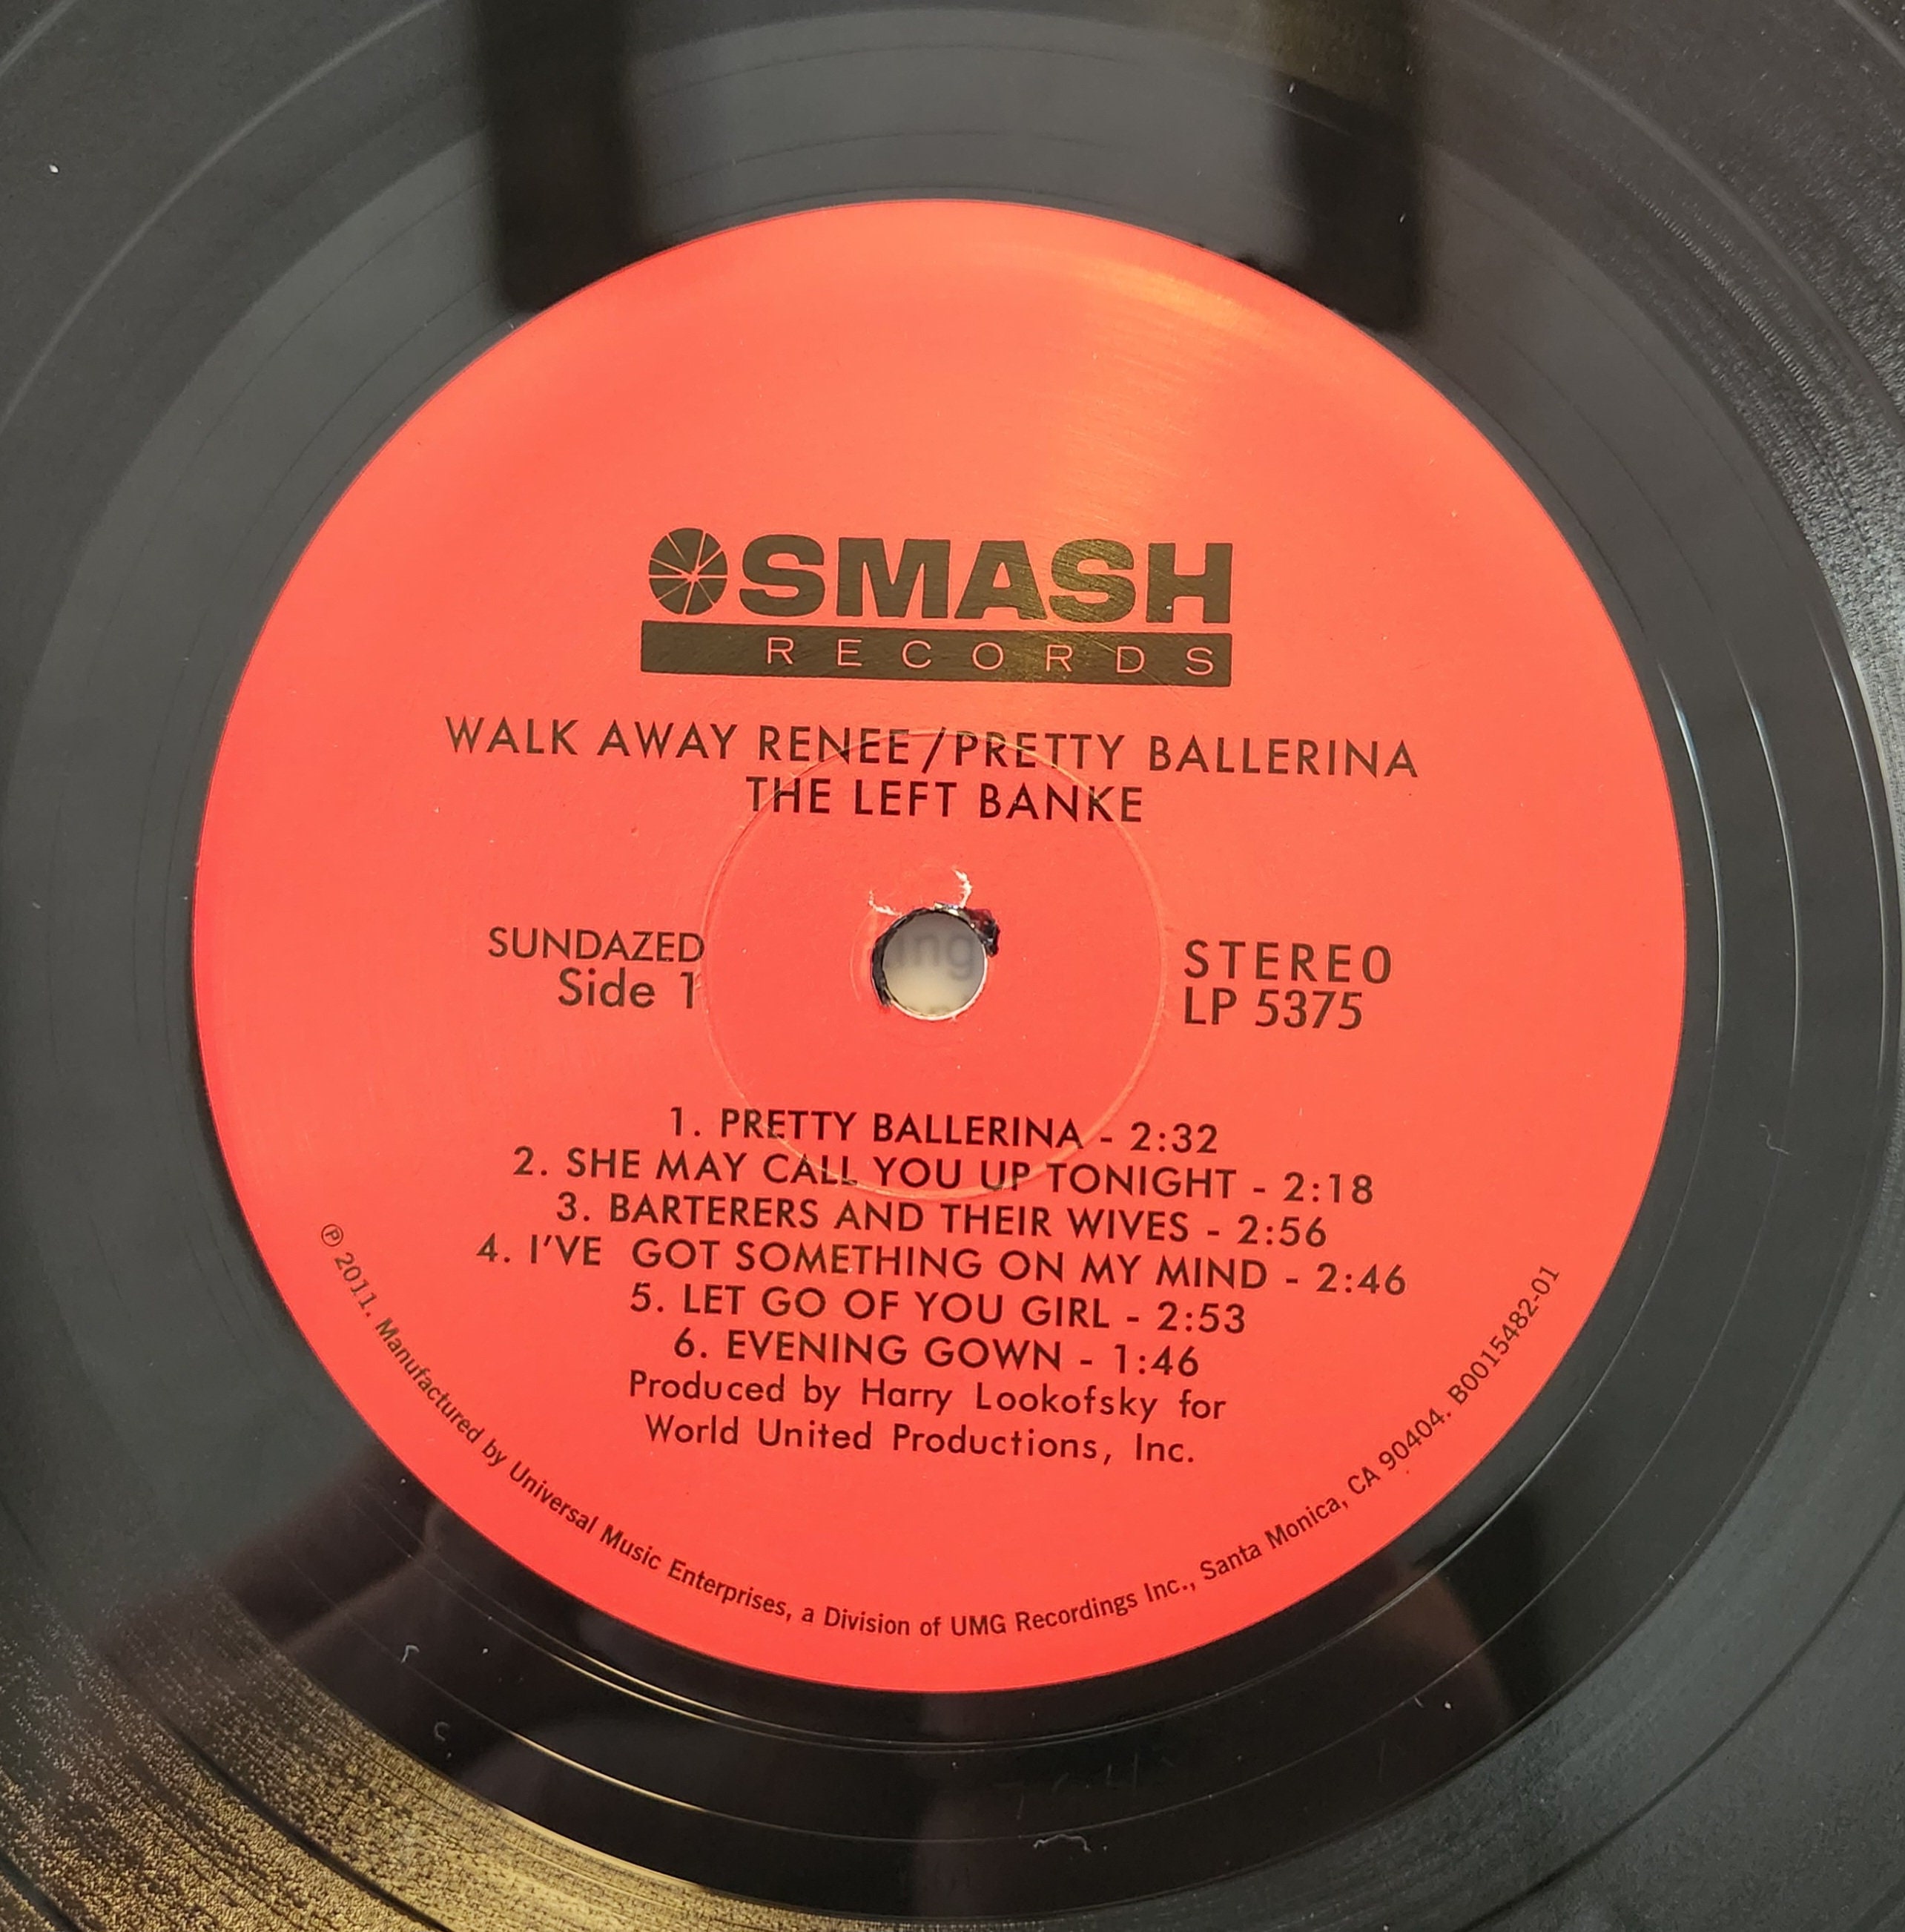 SMASH
RECORDS
WALK AWAY RENEE/PRETTY BALLERINA
THE LEFT BANKE
SUNDAZED
Side 1
STEREO
LP 5375
1. PRETTY BALLERINA - 2:32
2. SHE MAY CALL YOU UP TONIGHT - 2:18
3. BARTERERS AND THEIR WIVES - 2:56
4. I'VE GOT SOMETHING ON MY MIND - 2:46
5. LET GO OF YOU GIRL - 2:53
6. EVENING GOWN - 1:46
Produced by Harry Lookofsky for
World United Productions, Inc.
℗ 2011. Manufactured by Universal Music Enterprises, a Division of UMG Recordings Inc., Santa Monica, CA 90404. B0015482-01